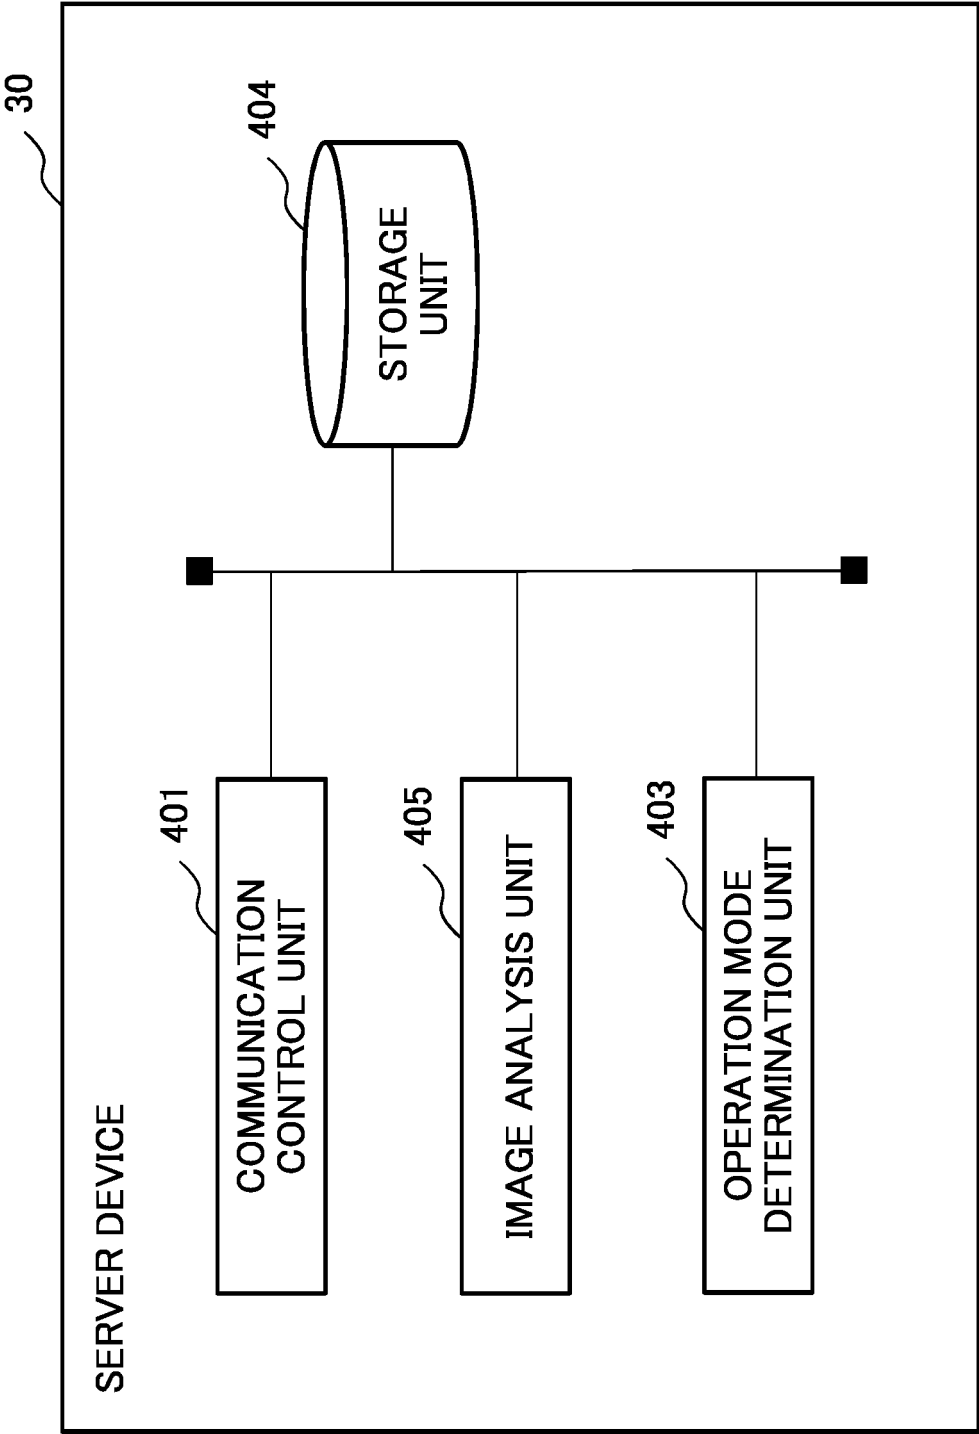 30
SERVER DEVICE
401
COMMUNICATION
CONTROL UNIT
404
STORAGE
UNIT
405
IMAGE ANALYSIS UNIT
403
OPERATION MODE
DETERMINATION UNIT